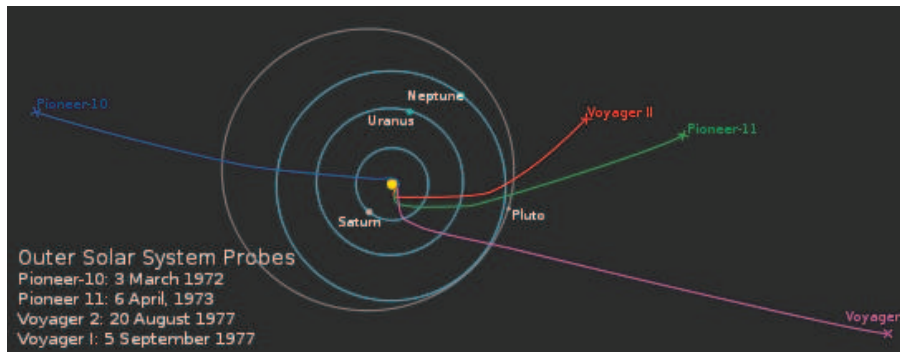 Pioneer-10
Neptune
Uranus
Voyager II
Pioneer-11
Saturn
Pluto
Outer Solar System Probes
Pioneer-10: 3 March 1972
Pioneer 11: 6 April, 1973
Voyager 2: 20 August 1977
Voyager I: 5 September 1977
Voyager